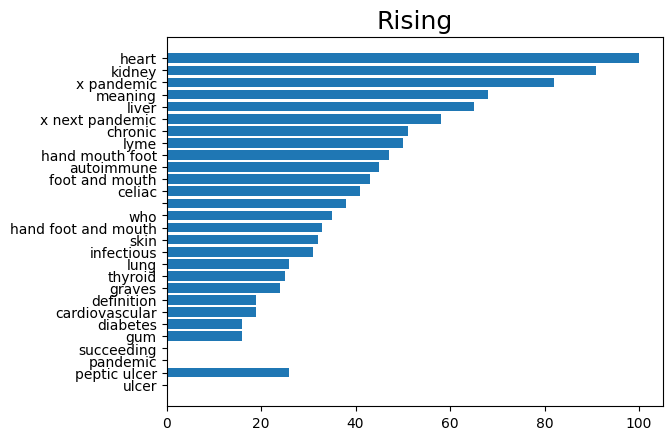 Rising
heart
kidney
x pandemic
meaning
liver
x next pandemic
chronic
lyme
hand mouth foot
autoimmune
foot and mouth
celiac
who
hand foot and mouth
skin
infectious
lung
thyroid
graves
definition
cardiovascular
diabetes
gum
succeeding
pandemic
peptic ulcer
ulcer
0 20 40 60 80 100